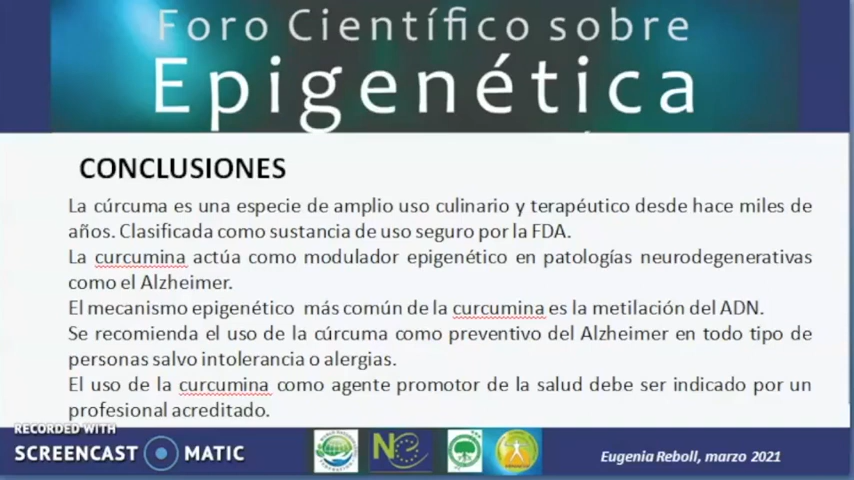 Foro Científico sobre
Epigenética
CONCLUSIONES
La cúrcuma es una especie de amplio uso culinario y terapéutico desde hace miles de
años. Clasificada como sustancia de uso seguro por la FDA.
La curcumina actúa como modulador epigenético en patologías neurodegenerativas
como el Alzheimer.
El mecanismo epigenético más común de la curcumina es la metilación del ADN.
Se recomienda el uso de la cúrcuma como preventivo del Alzheimer en todo tipo de
personas salvo intolerancia o alergias.
El uso de la curcumina como agente promotor de la salud debe ser indicado por un
profesional acreditado.
RECORDED WITH
SCREENCAST MATIC
Eugenia Reboll, marzo 2021